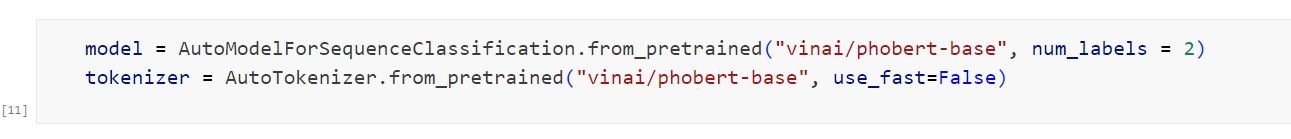 model = AutoModelForSequenceClassification.from_pretrained("vinai/phobert-base", num_labels = 2)
tokenizer = AutoTokenizer.from_pretrained("vinai/phobert-base", use_fast=False)
[11]